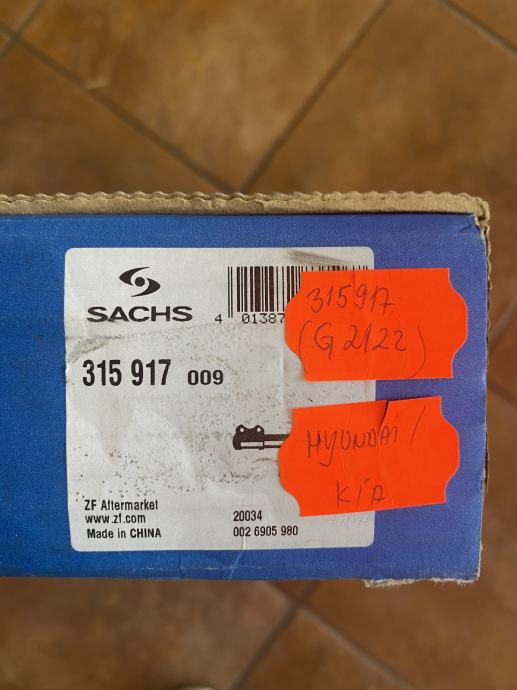 SACHS
4 01387
315917
(G2122)
315 917 009
HYUNDAi /
KiA
ZF Aftermarket
www.zf.com
Made in CHINA
20034
002 6905 980